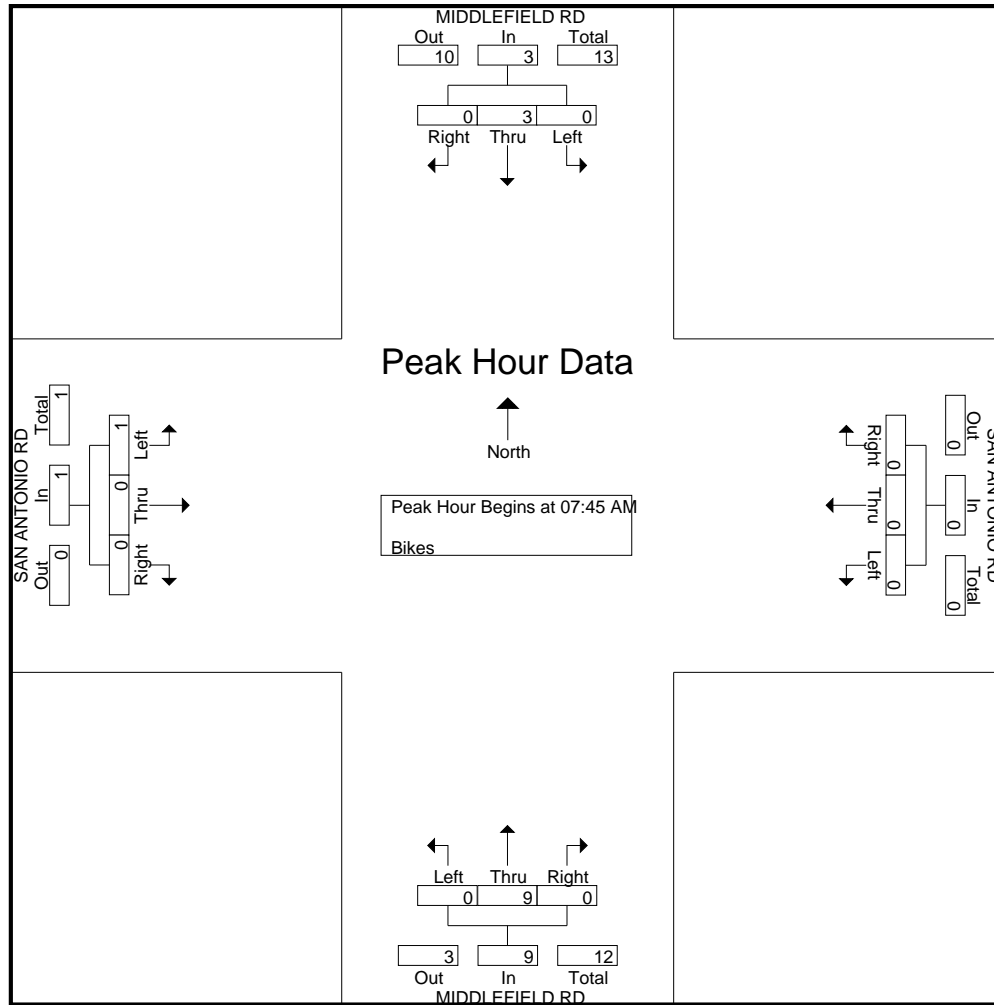 MIDDLEFIELD RD
Out In Total
10 3 13
0 3 0
Right Thru Left
Peak Hour Data
North
Peak Hour Begins at 07:45 AM
Bikes
SAN ANTONIO RD
Total In Out
1 1 0
1 0 0
Left Thru Right
Right Thru Left
0 0 0
0 0 0
Out In Total
SAN ANTONIO RD
Left Thru Right
0 9 0
3 9 12
Out In Total
MIDDLEFIELD RD